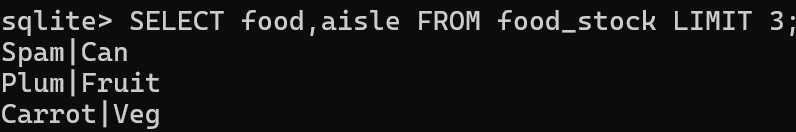 sqlite> SELECT food,aisle FROM food_stock LIMIT 3;
Spam|Can
Plum|Fruit
Carrot|Veg